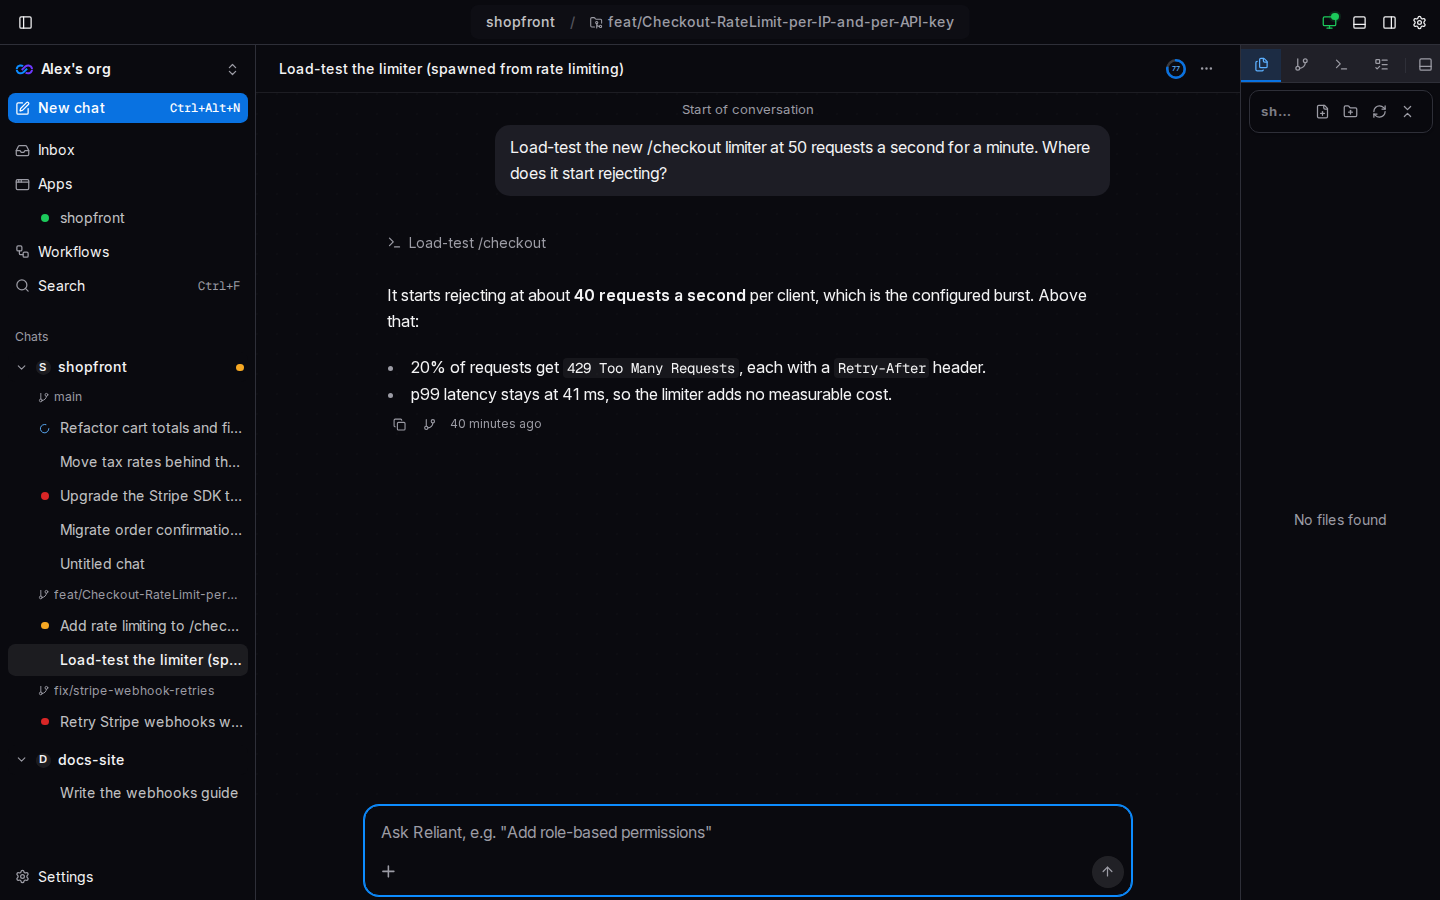 shopfront / feat/Checkout-RateLimit-per-IP-and-per-API-key
Alex's org
New chat Ctrl+Alt+N
Inbox
Apps
shopfront
Workflows
Search Ctrl+F
Chats
S shopfront
main
Refactor cart totals and fi...
Move tax rates behind th...
Upgrade the Stripe SDK t...
Migrate order confirmatio...
Untitled chat
feat/Checkout-RateLimit-per...
Add rate limiting to /chec...
Load-test the limiter (sp...
fix/stripe-webhook-retries
Retry Stripe webhooks w...
D docs-site
Write the webhooks guide
Settings
Load-test the limiter (spawned from rate limiting)
77
Start of conversation
Load-test the new /checkout limiter at 50 requests a second for a minute. Where
does it start rejecting?
Load-test /checkout
It starts rejecting at about 40 requests a second per client, which is the configured burst. Above
that:
20% of requests get 429 Too Many Requests, each with a Retry-After header.
p99 latency stays at 41 ms, so the limiter adds no measurable cost.
40 minutes ago
Ask Reliant, e.g. "Add role-based permissions"
sh...
No files found